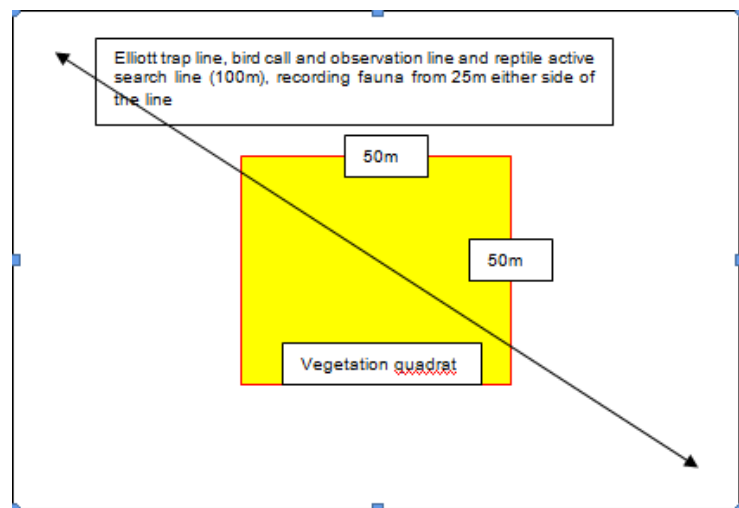 Elliott trap line, bird call and observation line and reptile active
search line (100m), recording fauna from 25m either side of
the line
50m
50m
Vegetation quadrat